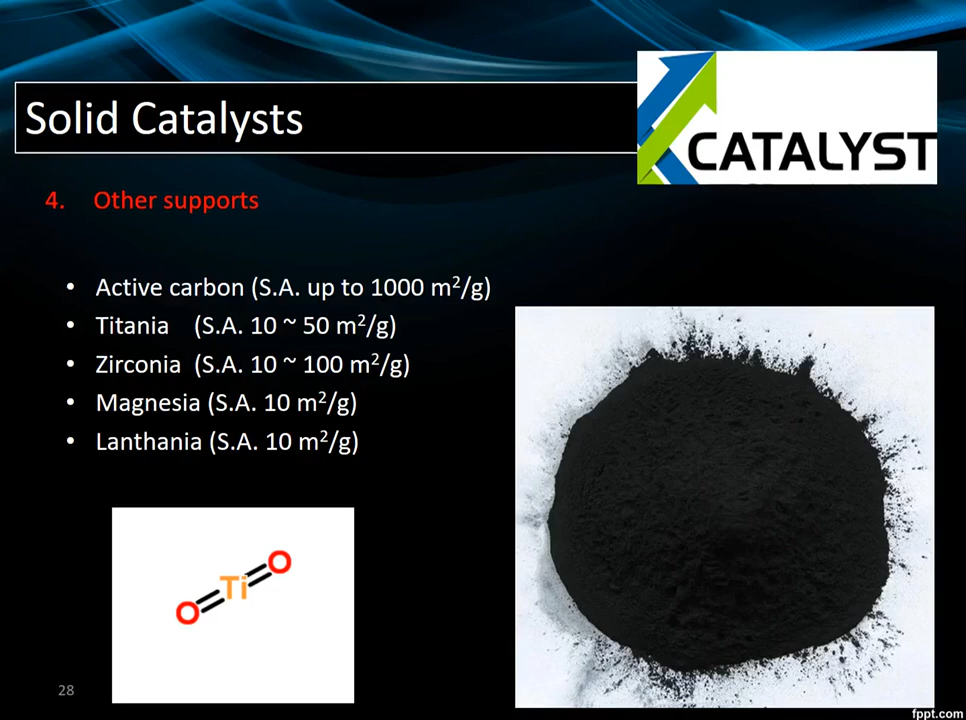 Solid Catalysts
CATALYST
4. Other supports
• Active carbon (S.A. up to 1000 m²/g)
• Titania (S.A. 10 ~ 50 m²/g)
• Zirconia (S.A. 10 ~ 100 m²/g)
• Magnesia (S.A. 10 m²/g)
• Lanthania (S.A. 10 m²/g)
O
Ti
O
28
fppt.com